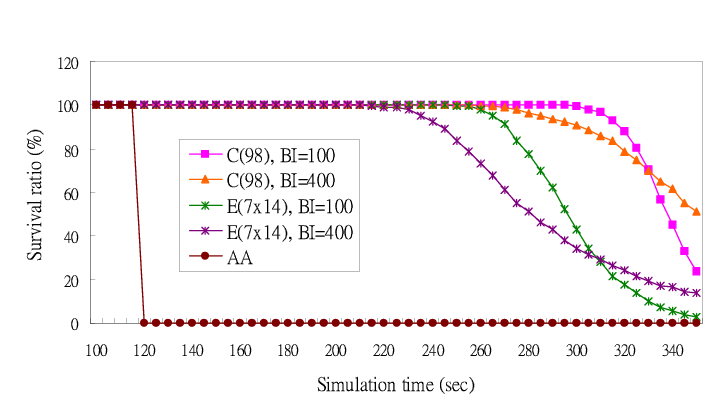 120
100
80
60
40
20
0
Survival ratio (%)
C(98), BI=100
C(98), BI=400
E(7x14), BI=100
E(7x14), BI=400
AA
100 120 140 160 180 200 220 240 260 280 300 320 340
Simulation time (sec)